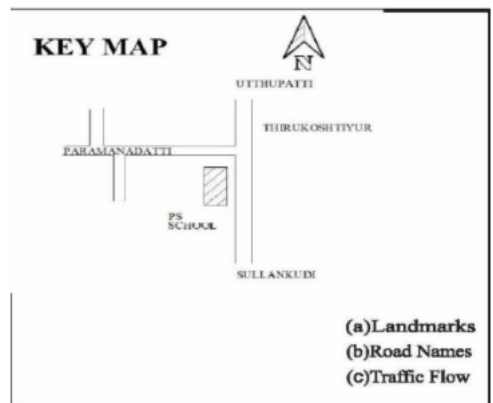 KEY MAP
N
UTTHUPATTI
THIRUKOSHTIYUR
PARAMANADATTI
PS
SCHOOL
SULLANKUDI
(a)Landmarks
(b)Road Names
(c)Traffic Flow